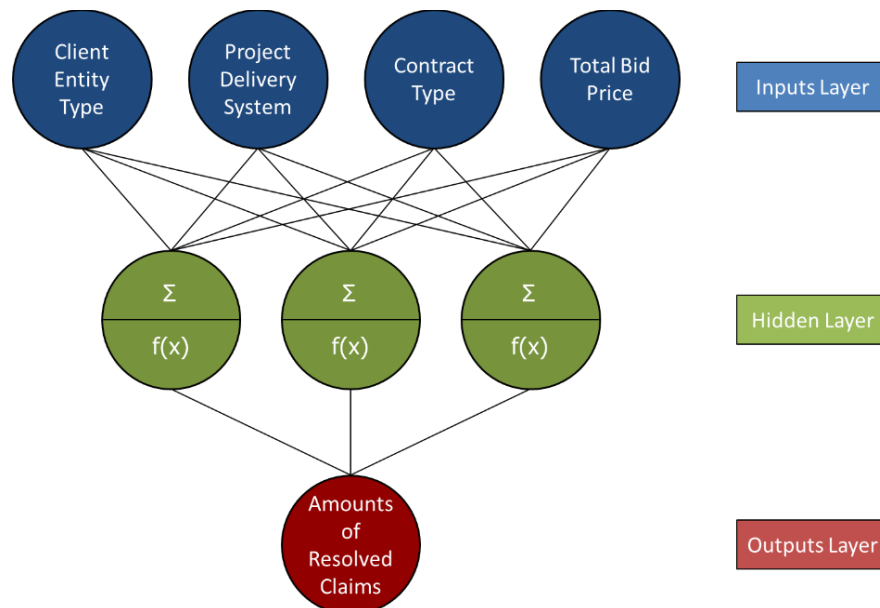 Client
Entity
Type
Project
Delivery
System
Contract
Type
Total Bid
Price
Inputs Layer
Σ
f(x)
Σ
f(x)
Σ
f(x)
Hidden Layer
Amounts
of
Resolved
Claims
Outputs Layer